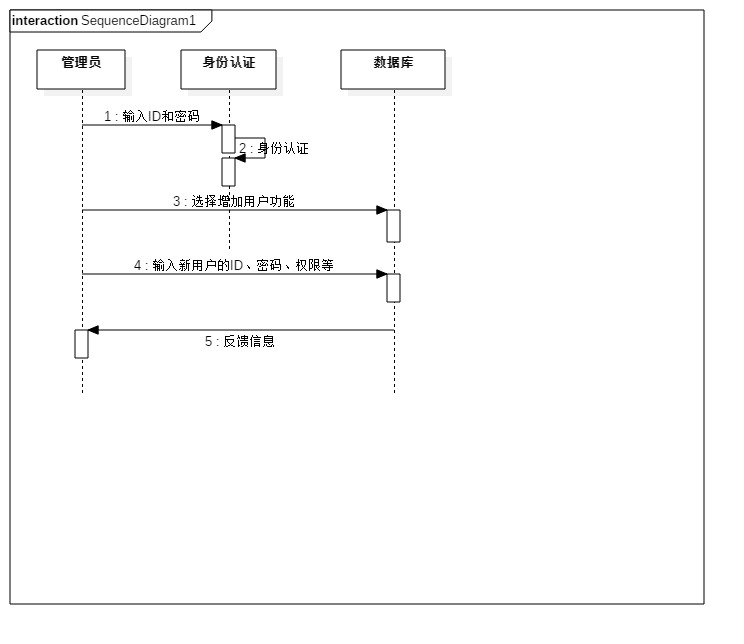 interaction SequenceDiagram1
管理员
身份认证
数据库
1 : 输入ID和密码
2 : 身份认证
3 : 选择增加用户功能
4 : 输入新用户的ID、密码、权限等
5 : 反馈信息